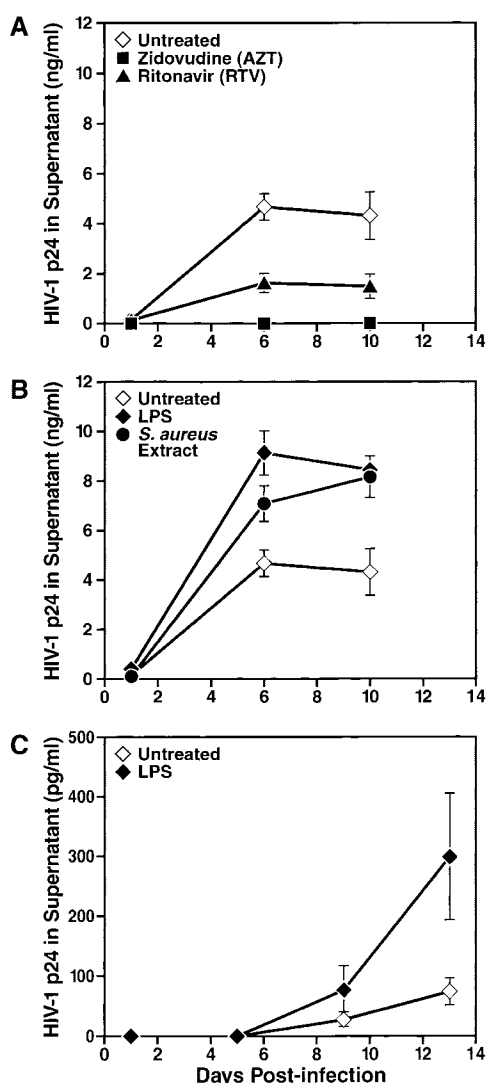 A
HIV-1 p24 in Supernatant (ng/ml)
12
10
8
6
4
2
0
Untreated
Zidovudine (AZT)
Ritonavir (RTV)
0 2 4 6 8 10 12 14
B
HIV-1 p24 in Supernatant (ng/ml)
12
10
8
6
4
2
0
Untreated
LPS
S. aureus
Extract
0 2 4 6 8 10 12 14
C
HIV-1 p24 in Supernatant (pg/ml)
500
400
300
200
100
0
Untreated
LPS
0 2 4 6 8 10 12 14
Days Post-infection